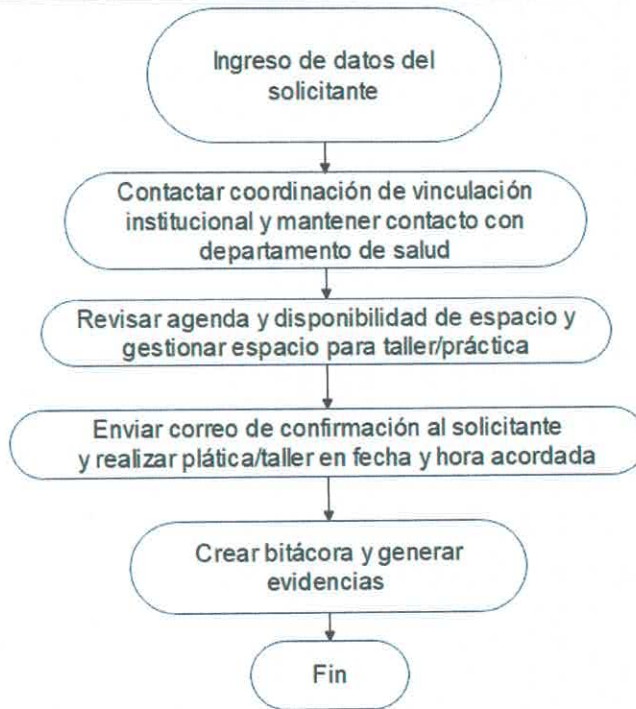 Ingreso de datos del
solicitante
Contactar coordinación de vinculación
institucional y mantener contacto con
departamento de salud
Revisar agenda y disponibilidad de espacio y
gestionar espacio para taller/práctica
Enviar correo de confirmación al solicitante
y realizar plática/taller en fecha y hora acordada
Crear bitácora y generar
evidencias
Fin